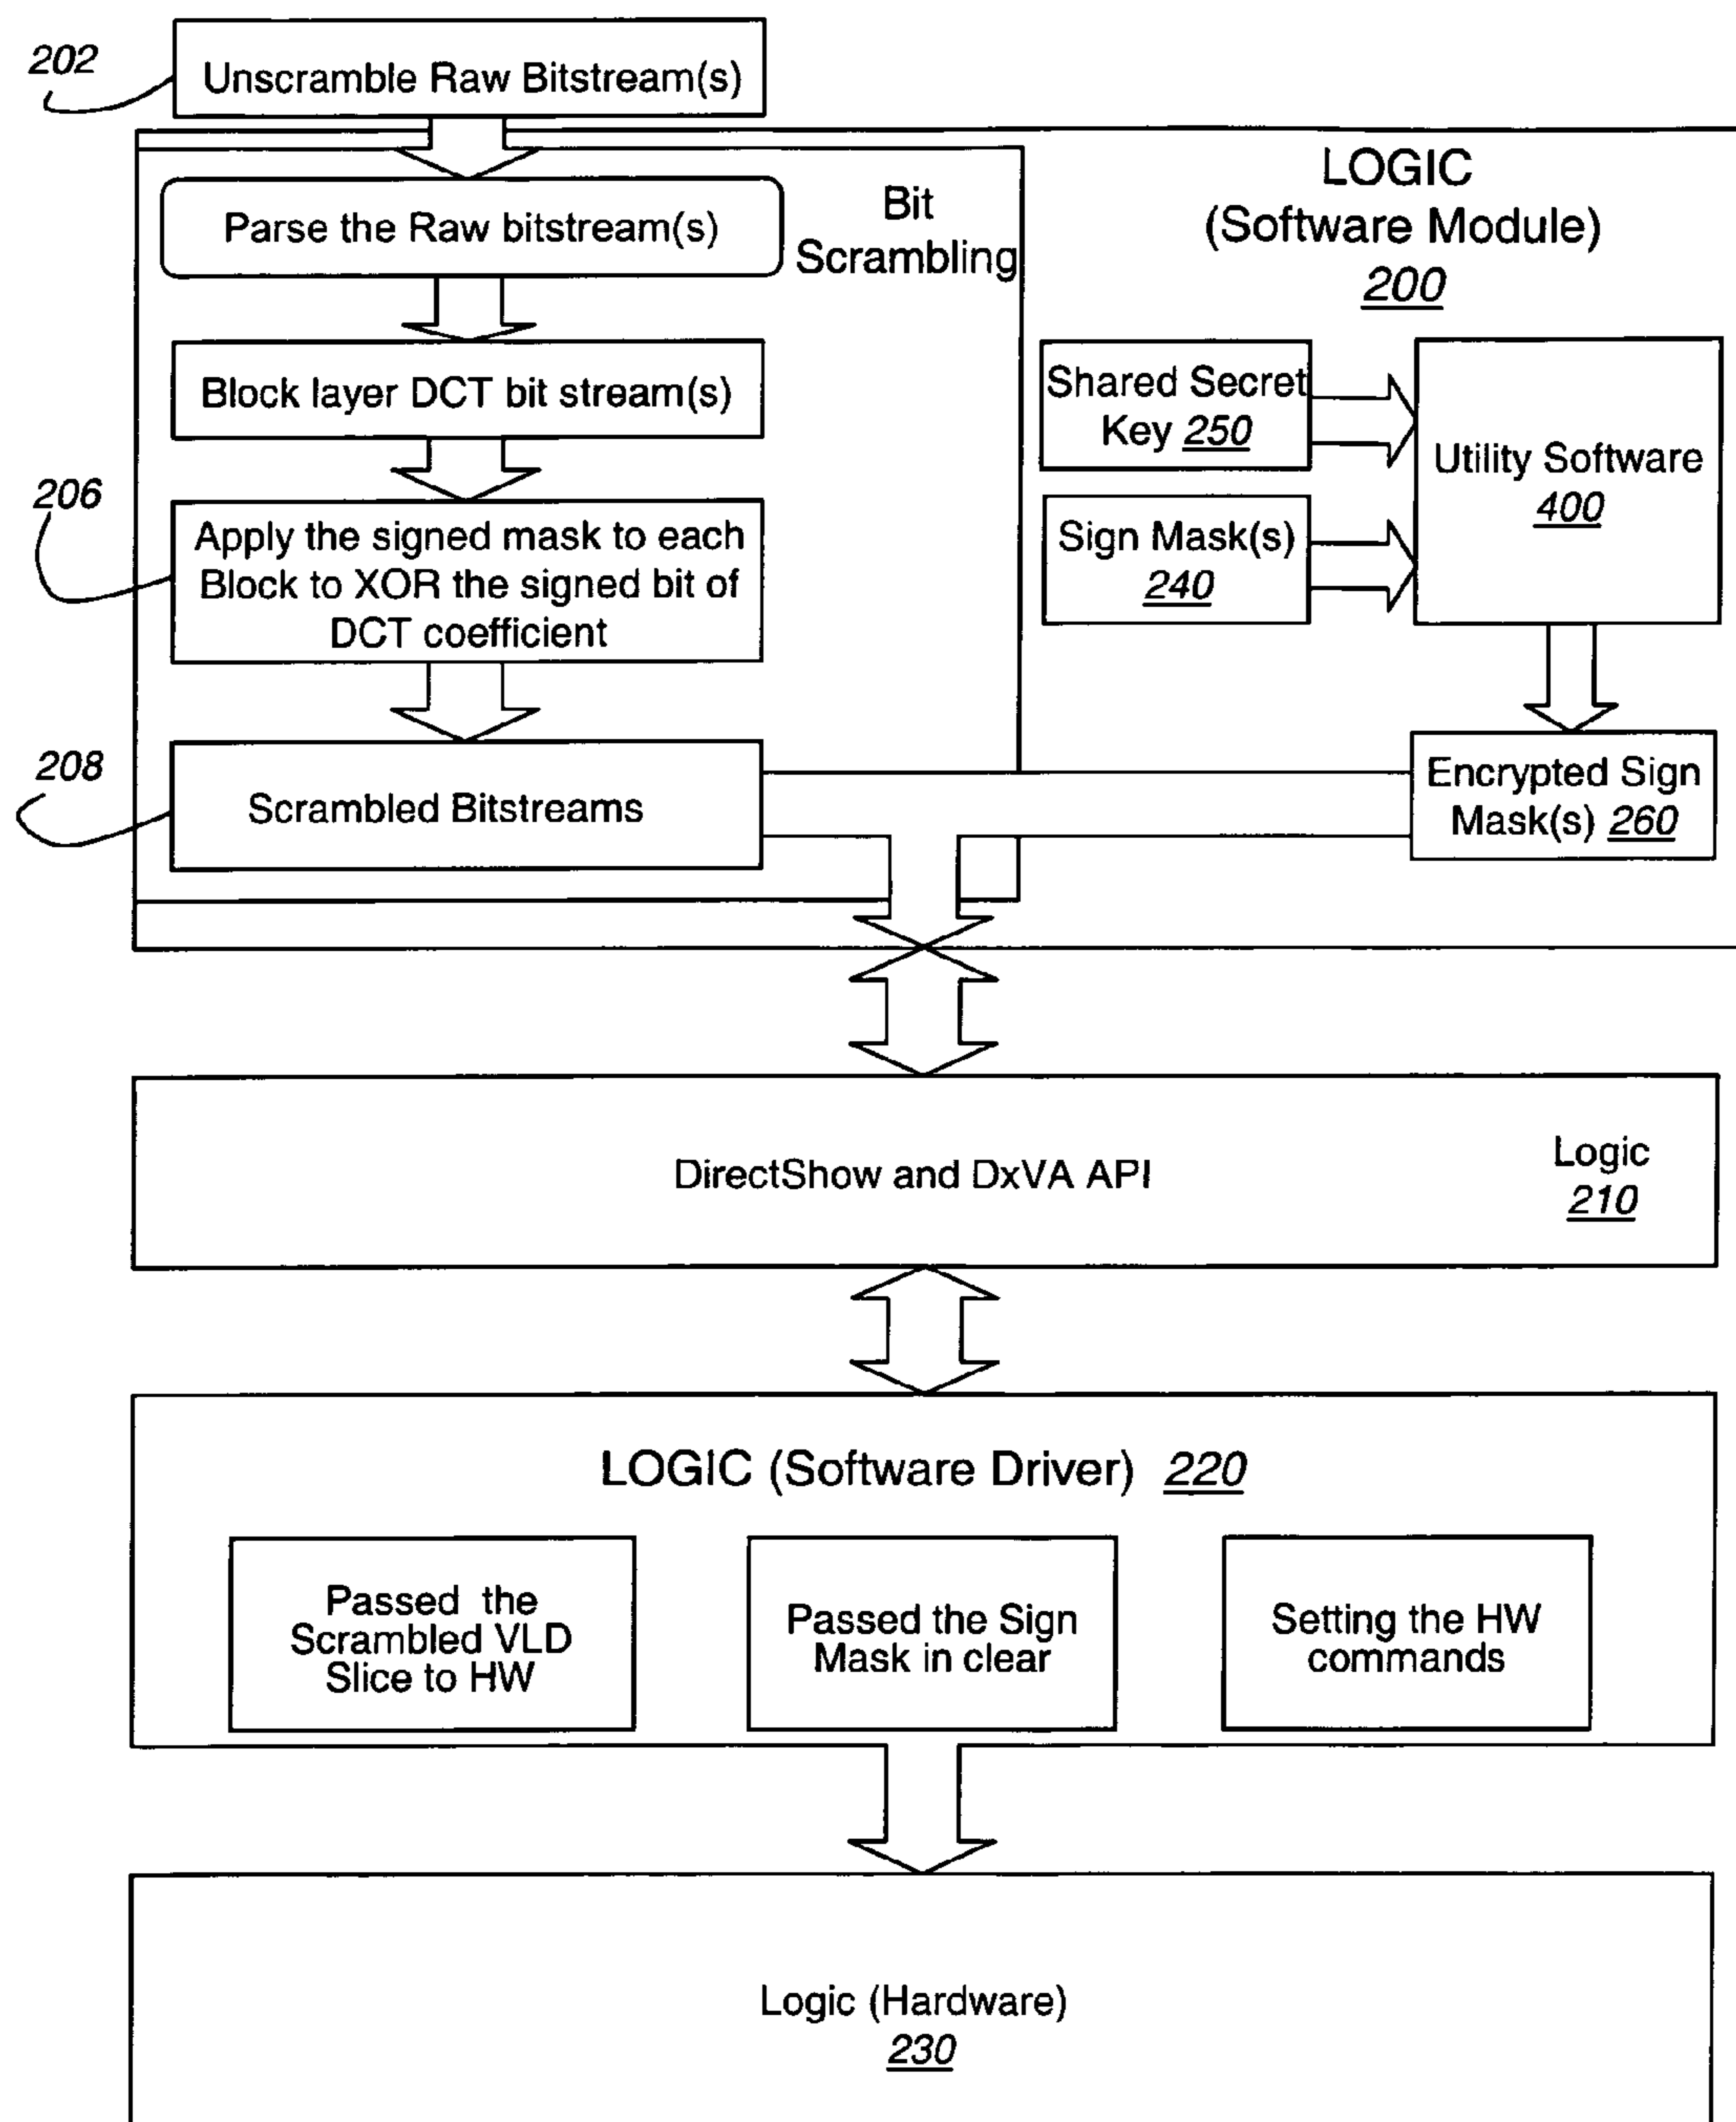 202
Unscramble Raw Bitstream(s)
LOGIC
(Software Module)
200
Bit
Scrambling
Parse the Raw bitstream(s)
Block layer DCT bit stream(s)
206
Apply the signed mask to each
Block to XOR the signed bit of
DCT coefficient
208
Scrambled Bitstreams
Shared Secret
Key 250
Sign Mask(s)
240
Utility Software
400
Encrypted Sign
Mask(s) 260
DirectShow and DxVA API
Logic
210
LOGIC (Software Driver) 220
Passed the
Scrambled VLD
Slice to HW
Passed the Sign
Mask in clear
Setting the HW
commands
Logic (Hardware)
230